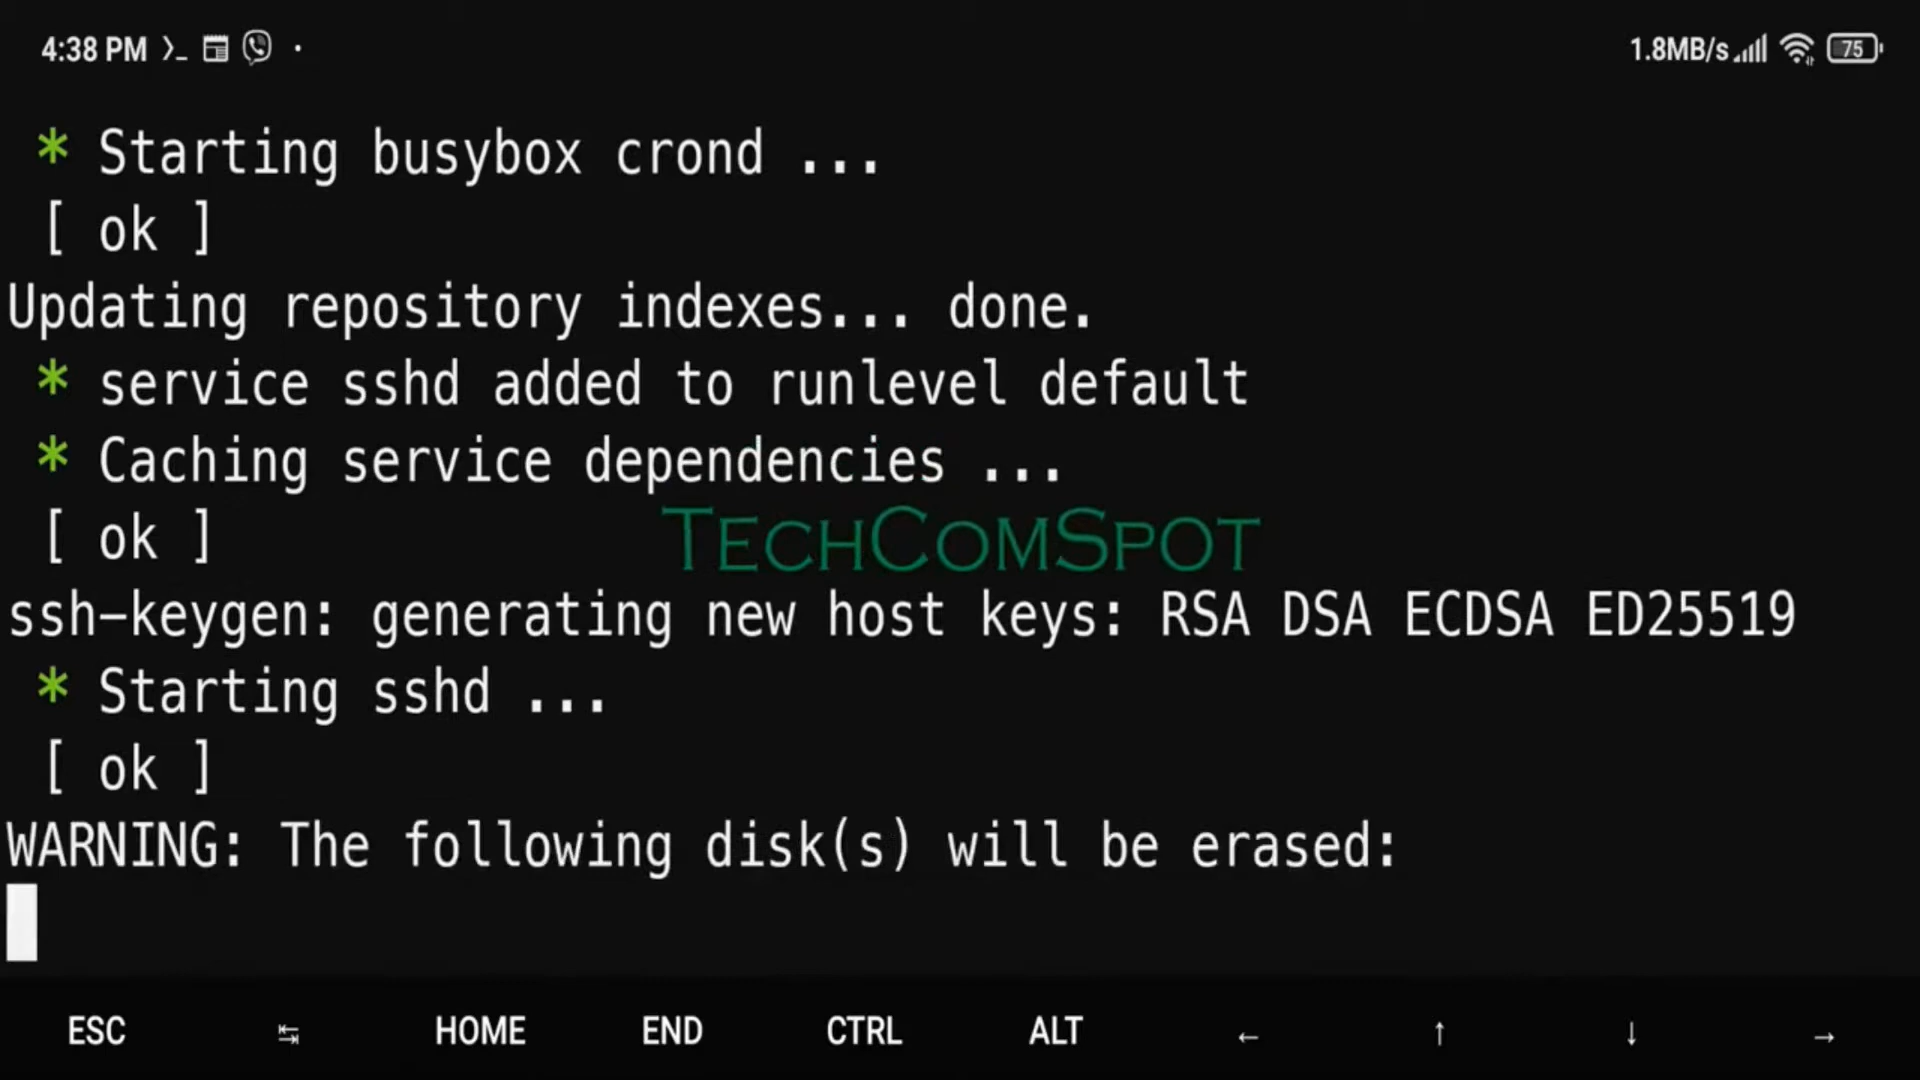 4:38 PM
1.8MB/s 75
* Starting busybox crond ...
[ ok ]
Updating repository indexes... done.
* service sshd added to runlevel default
* Caching service dependencies ...
[ ok ]
TECHCOMSPOT
ssh-keygen: generating new host keys: RSA DSA ECDSA ED25519
* Starting sshd ...
[ ok ]
WARNING: The following disk(s) will be erased:
ESC HOME END CTRL ALT ← ↑ ↓ →